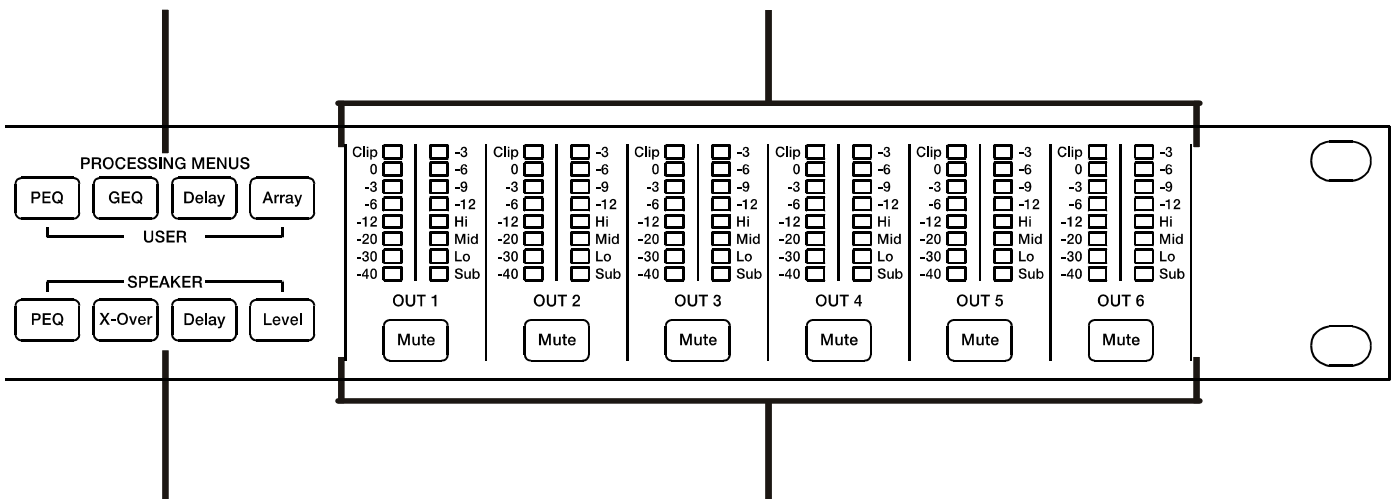 PROCESSING MENUS
PEQ GEQ Delay Array
USER
SPEAKER
PEQ X-Over Delay Level
Clip -3 Clip -3 Clip -3 Clip -3 Clip -3 Clip -3
0 -6 0 -6 0 -6 0 -6 0 -6 0 -6
-3 -9 -3 -9 -3 -9 -3 -9 -3 -9 -3 -9
-6 -12 -6 -12 -6 -12 -6 -12 -6 -12 -6 -12
-12 Hi -12 Hi -12 Hi -12 Hi -12 Hi -12 Hi
-20 Mid -20 Mid -20 Mid -20 Mid -20 Mid -20 Mid
-30 Lo -30 Lo -30 Lo -30 Lo -30 Lo -30 Lo
-40 Sub -40 Sub -40 Sub -40 Sub -40 Sub -40 Sub
OUT 1 OUT 2 OUT 3 OUT 4 OUT 5 OUT 6
Mute Mute Mute Mute Mute Mute